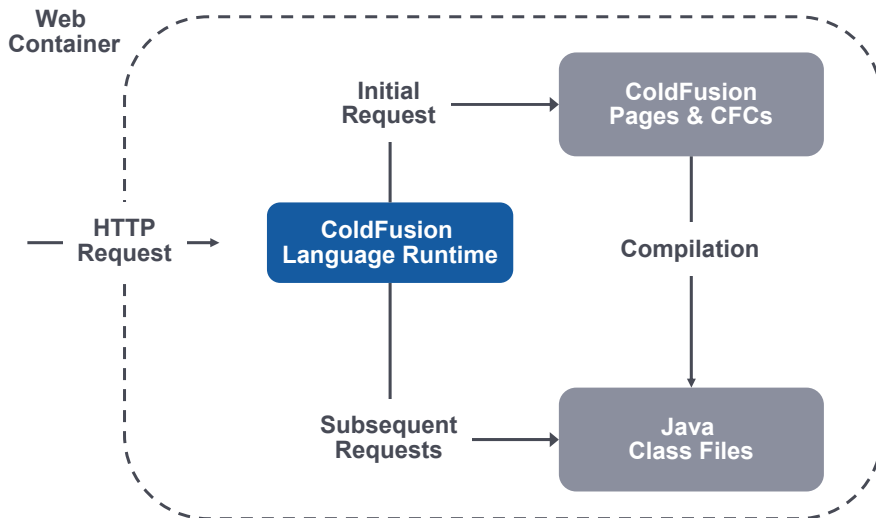 Web
Container
Initial
Request
ColdFusion
Pages & CFCs
HTTP
Request
ColdFusion
Language Runtime
Compilation
Subsequent
Requests
Java
Class Files